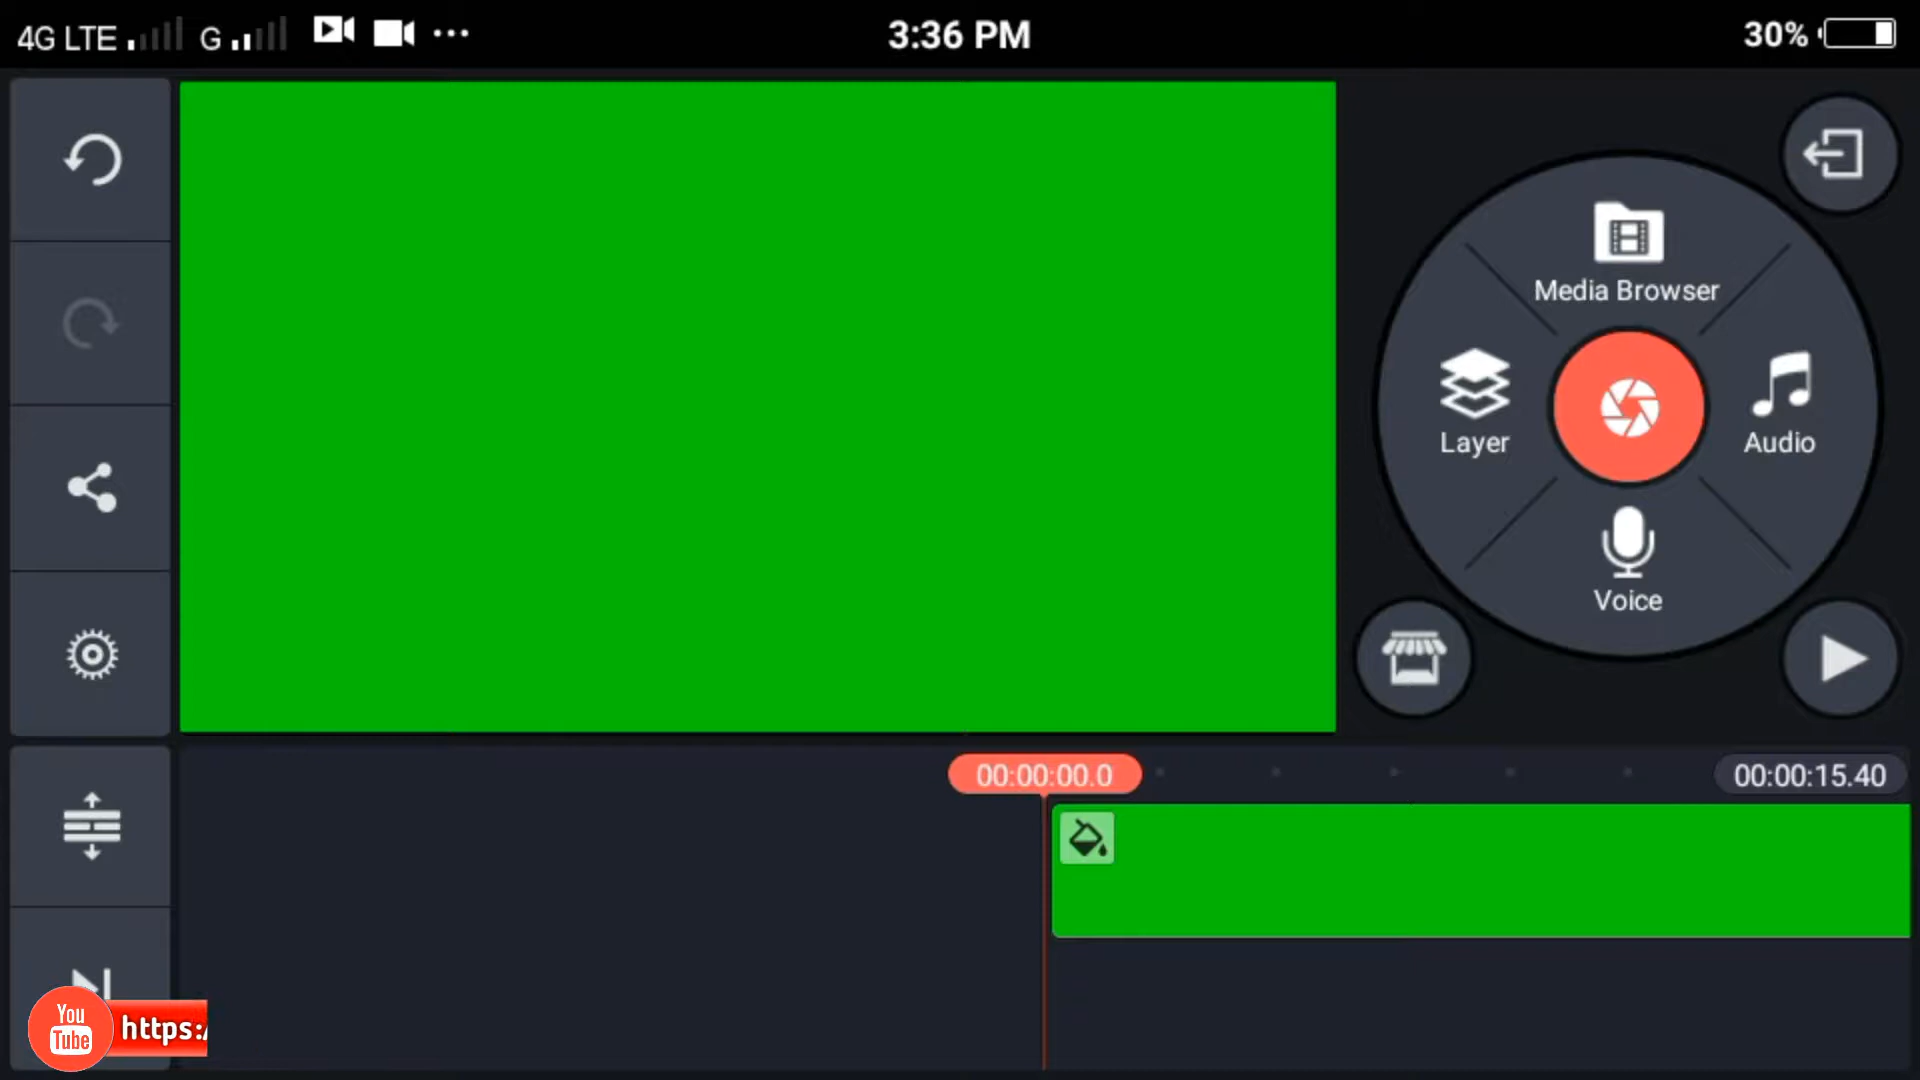 4G LTE G 3:36 PM 30%
Media Browser
Layer
Audio
Voice
00:00:00.0
00:00:15.40
You
Tube
https:/